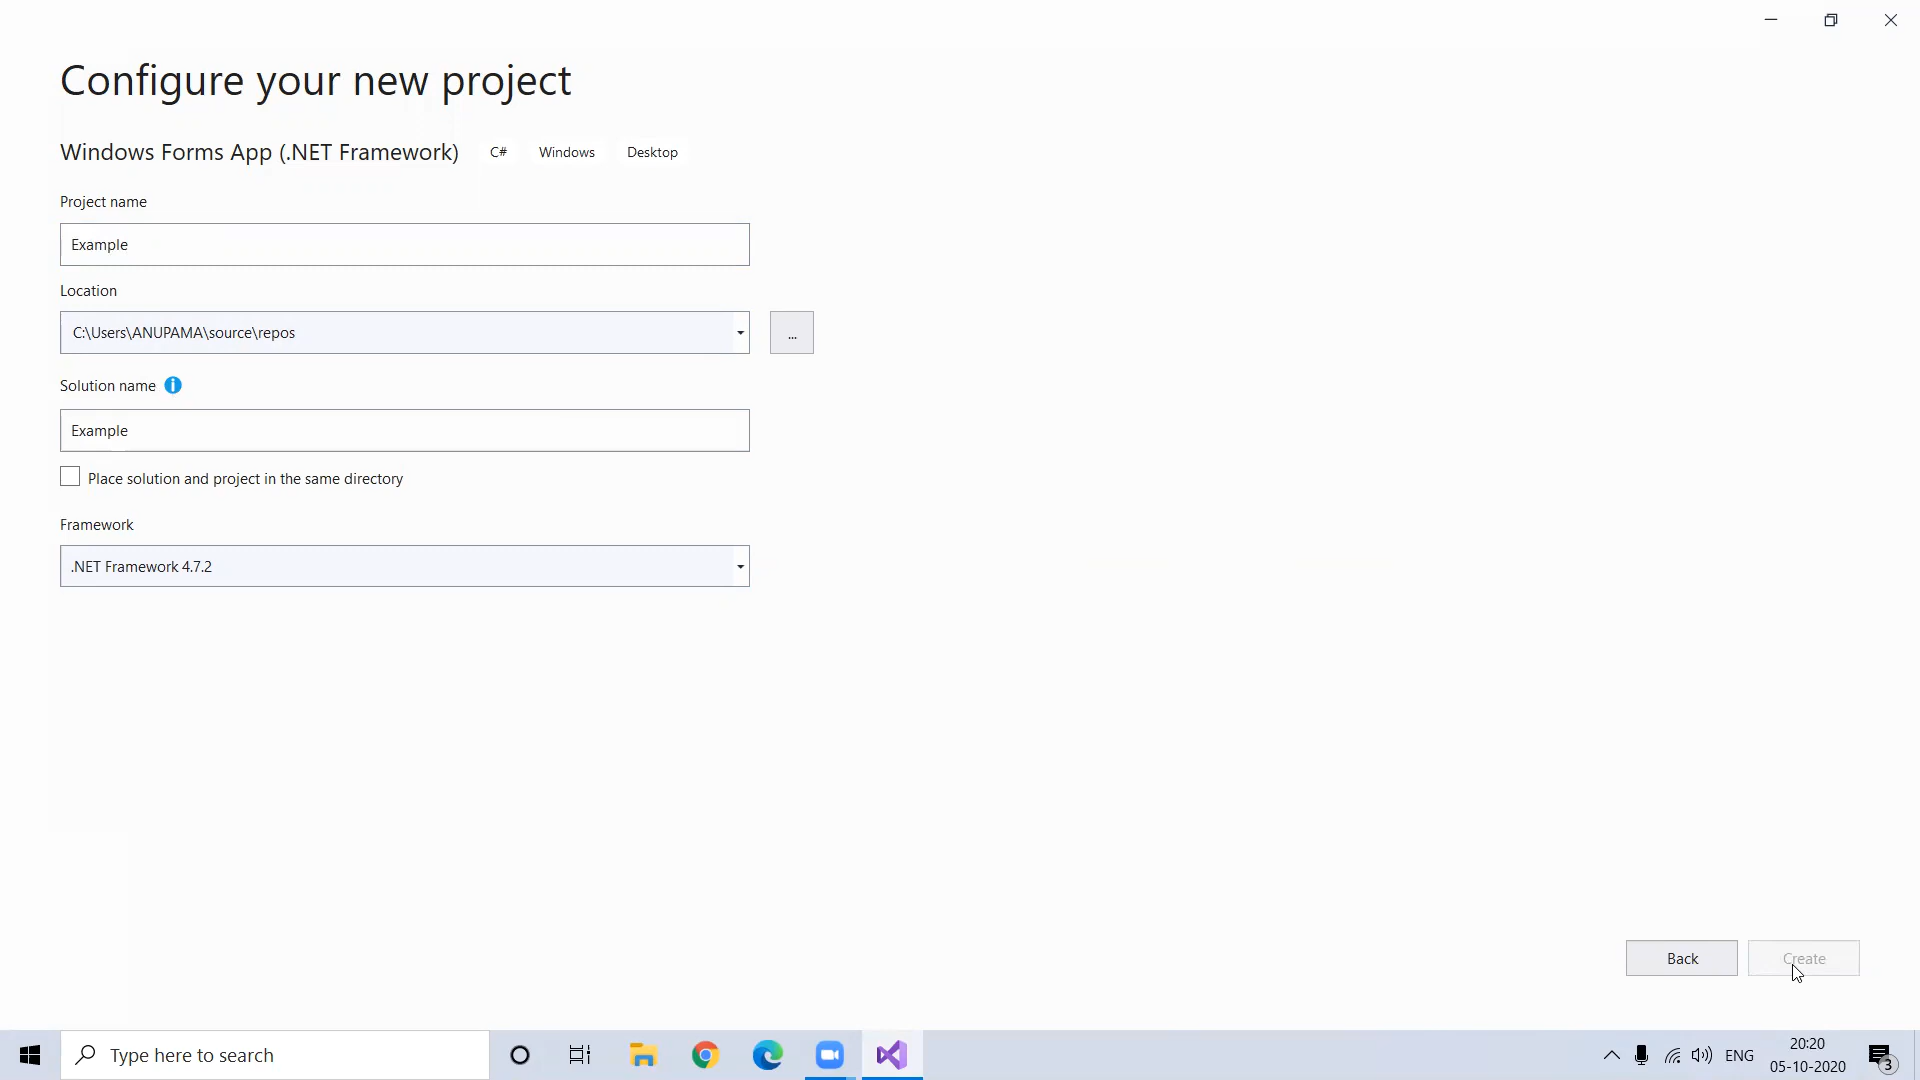 Configure your new project
Windows Forms App (.NET Framework) C# Windows Desktop
Project name
Example
Location
C:\Users\ANUPAMA\source\repos
...
Solution name
Example
Place solution and project in the same directory
Framework
.NET Framework 4.7.2
Back Create
Type here to search
ENG
20:20
05-10-2020
3